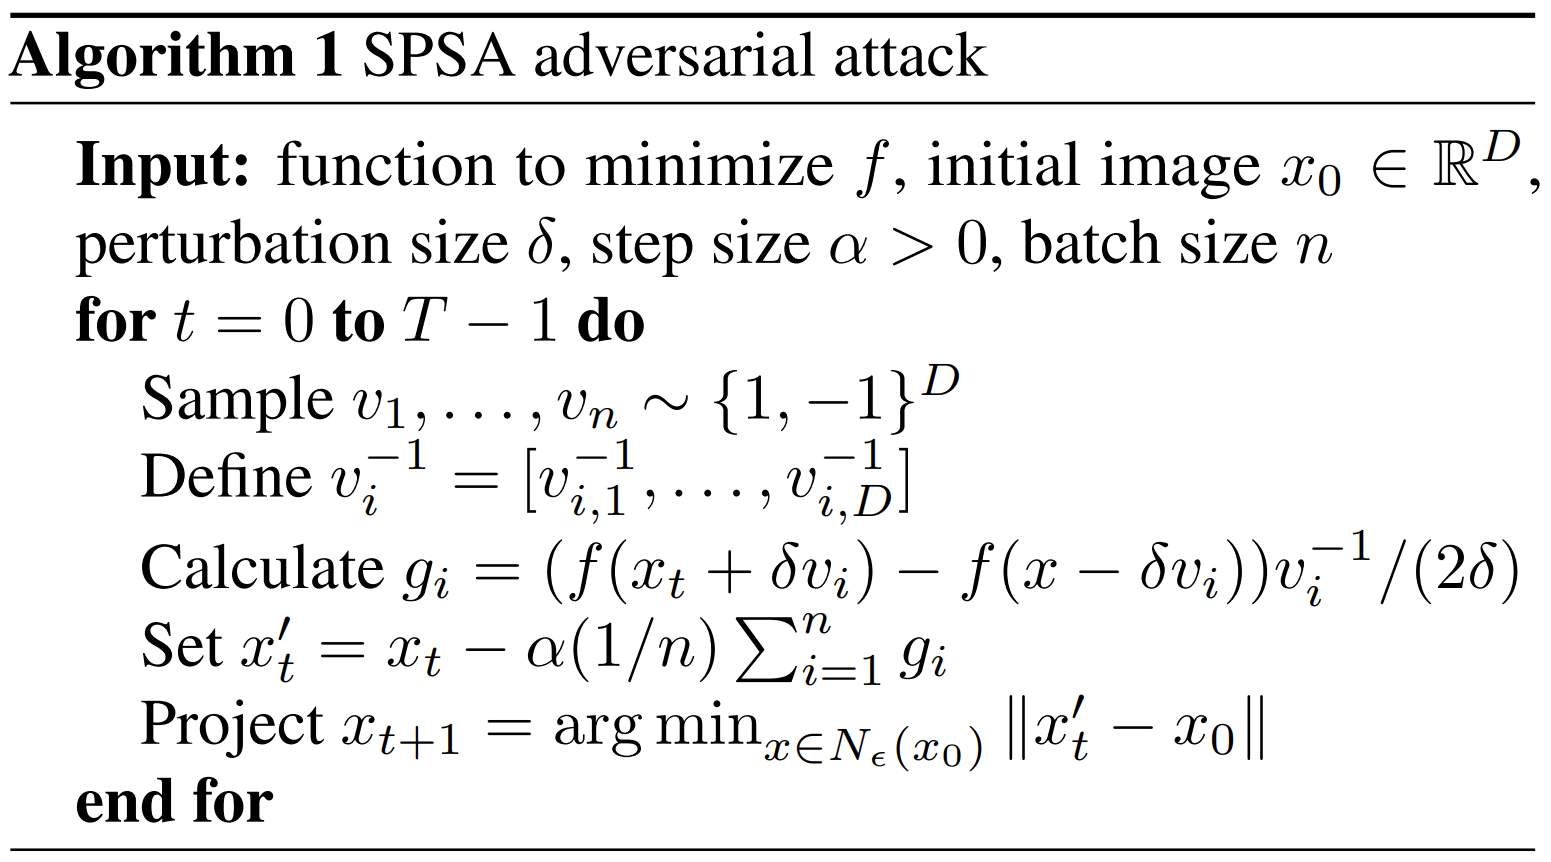 Algorithm 1 SPSA adversarial attack
Input: function to minimize $f$, initial image $x_0 \in \mathbb{R}^D$,
perturbation size $\delta$, step size $\alpha > 0$, batch size $n$
for $t = 0$ to $T - 1$ do
Sample $v_1, \ldots, v_n \sim \{1, -1\}^D$
Define $v_i^{-1} = [v_{i,1}^{-1}, \ldots, v_{i,D}^{-1}]$
Calculate $g_i = (f(x_t + \delta v_i) - f(x - \delta v_i))v_i^{-1}/(2\delta)$
Set $x_t' = x_t - \alpha(1/n) \sum_{i=1}^{n} g_i$
Project $x_{t+1} = \arg\min_{x \in N_\epsilon(x_0)} \|x_t' - x_0\|$
end for